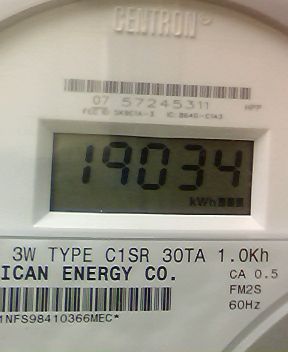 CENTRON
07 57245311
19034
kWh
3W TYPE C1SR 30TA 1.0Kh
ICAN ENERGY CO.
CA 0.5
FM2S
60Hz
1NFS98410366MEC*